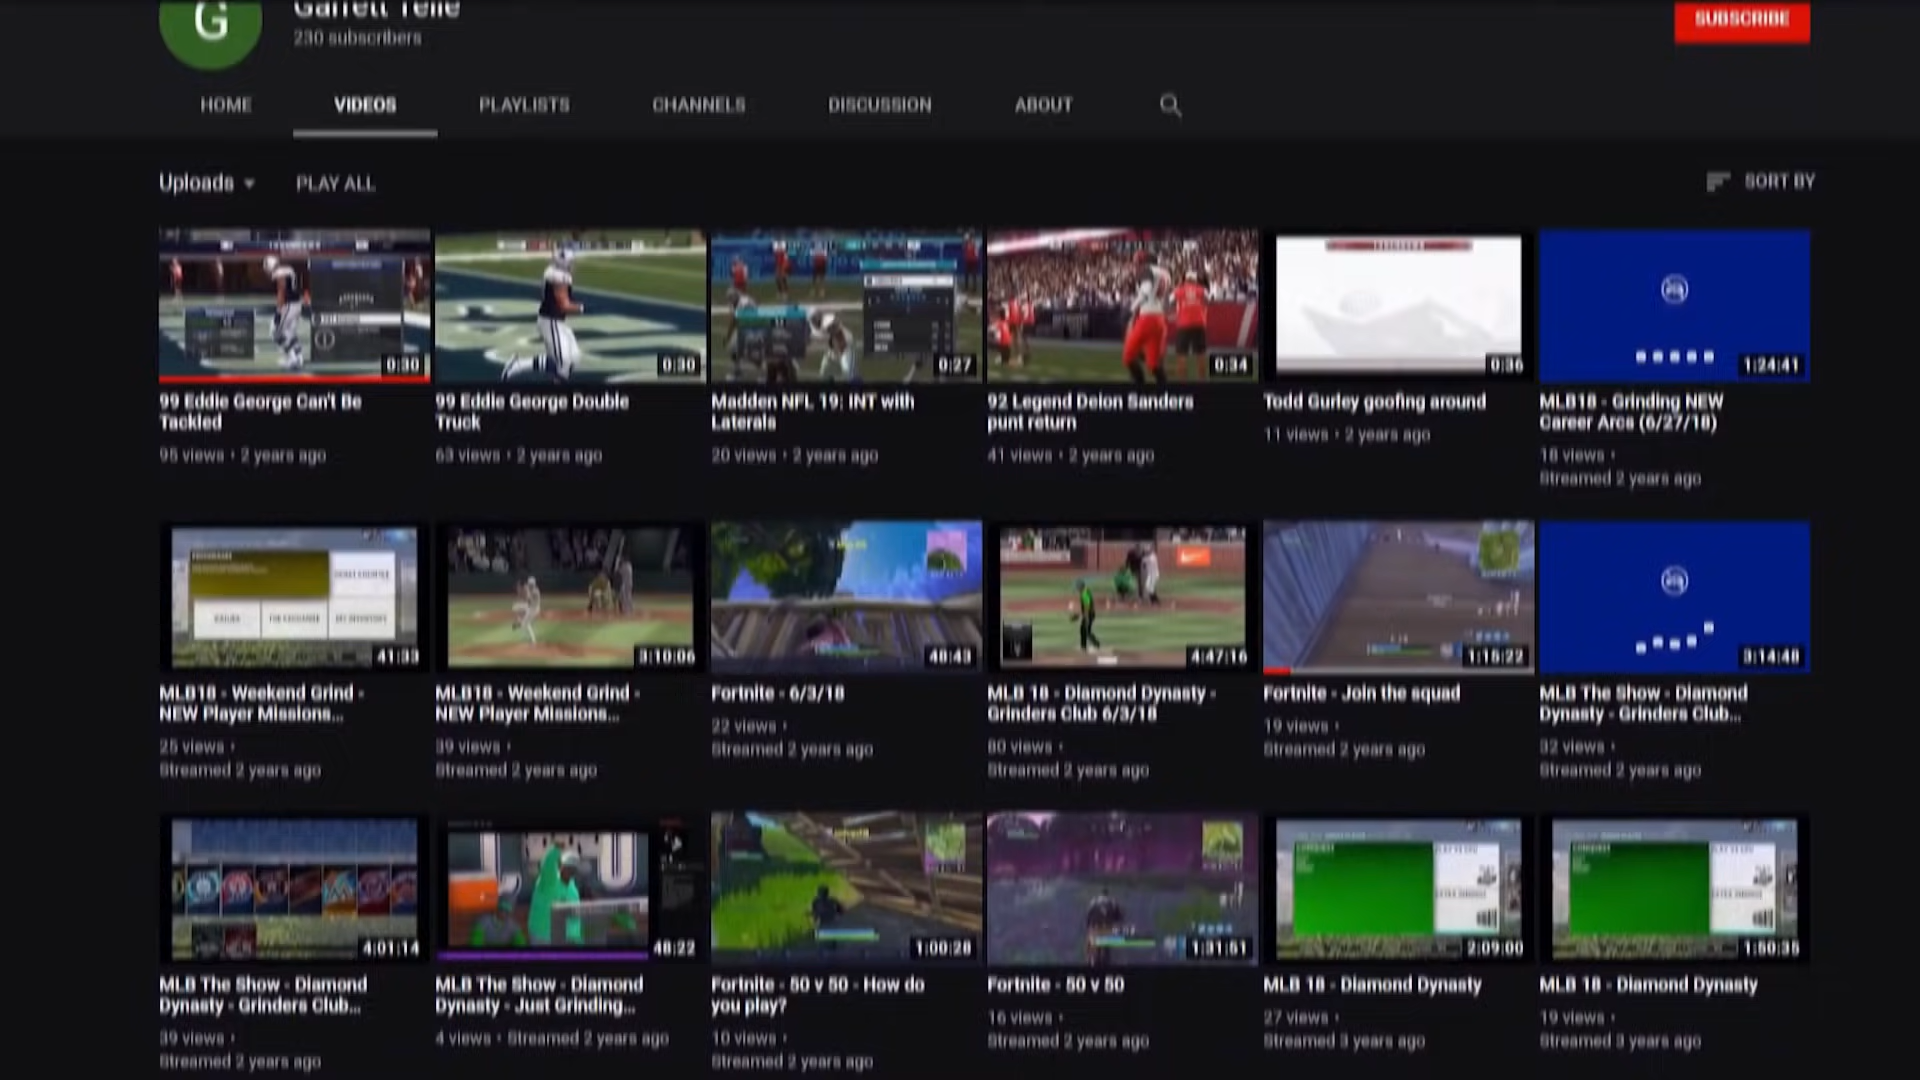 G
Garrett Telle
230 subscribers
SUBSCRIBE
HOME VIDEOS PLAYLISTS CHANNELS DISCUSSION ABOUT
Uploads PLAY ALL SORT BY
0:30 0:30 0:27 0:34 0:36 1:24:41
99 Eddie George Can't Be
Tackled
95 views • 2 years ago
99 Eddie George Double
Truck
63 views • 2 years ago
Madden NFL 19: INT with
Laterals
20 views • 2 years ago
92 Legend Deion Sanders
punt return
41 views • 2 years ago
Todd Gurley goofing around
11 views • 2 years ago
MLB18 - Grinding NEW
Career Arcs (6/27/18)
18 views •
Streamed 2 years ago
41:33 3:10:06 48:43 4:47:16 1:15:22 3:14:48
MLB18 - Weekend Grind -
NEW Player Missions...
25 views •
Streamed 2 years ago
MLB18 - Weekend Grind -
NEW Player Missions...
39 views •
Streamed 2 years ago
Fortnite - 6/3/18
22 views •
Streamed 2 years ago
MLB 18 - Diamond Dynasty -
Grinders Club 6/3/18
80 views •
Streamed 2 years ago
Fortnite - Join the squad
19 views •
Streamed 2 years ago
MLB The Show - Diamond
Dynasty - Grinders Club...
32 views •
Streamed 2 years ago
4:01:14 48:22 1:00:28 1:31:51 2:09:00 1:50:35
MLB The Show - Diamond
Dynasty - Grinders Club...
39 views •
Streamed 2 years ago
MLB The Show - Diamond
Dynasty - Just Grinding...
4 views • Streamed 2 years ago
Fortnite - 50 v 50 - How do
you play?
10 views •
Streamed 2 years ago
Fortnite - 50 v 50
16 views •
Streamed 2 years ago
MLB 18 - Diamond Dynasty
27 views •
Streamed 3 years ago
MLB 18 - Diamond Dynasty
19 views •
Streamed 3 years ago